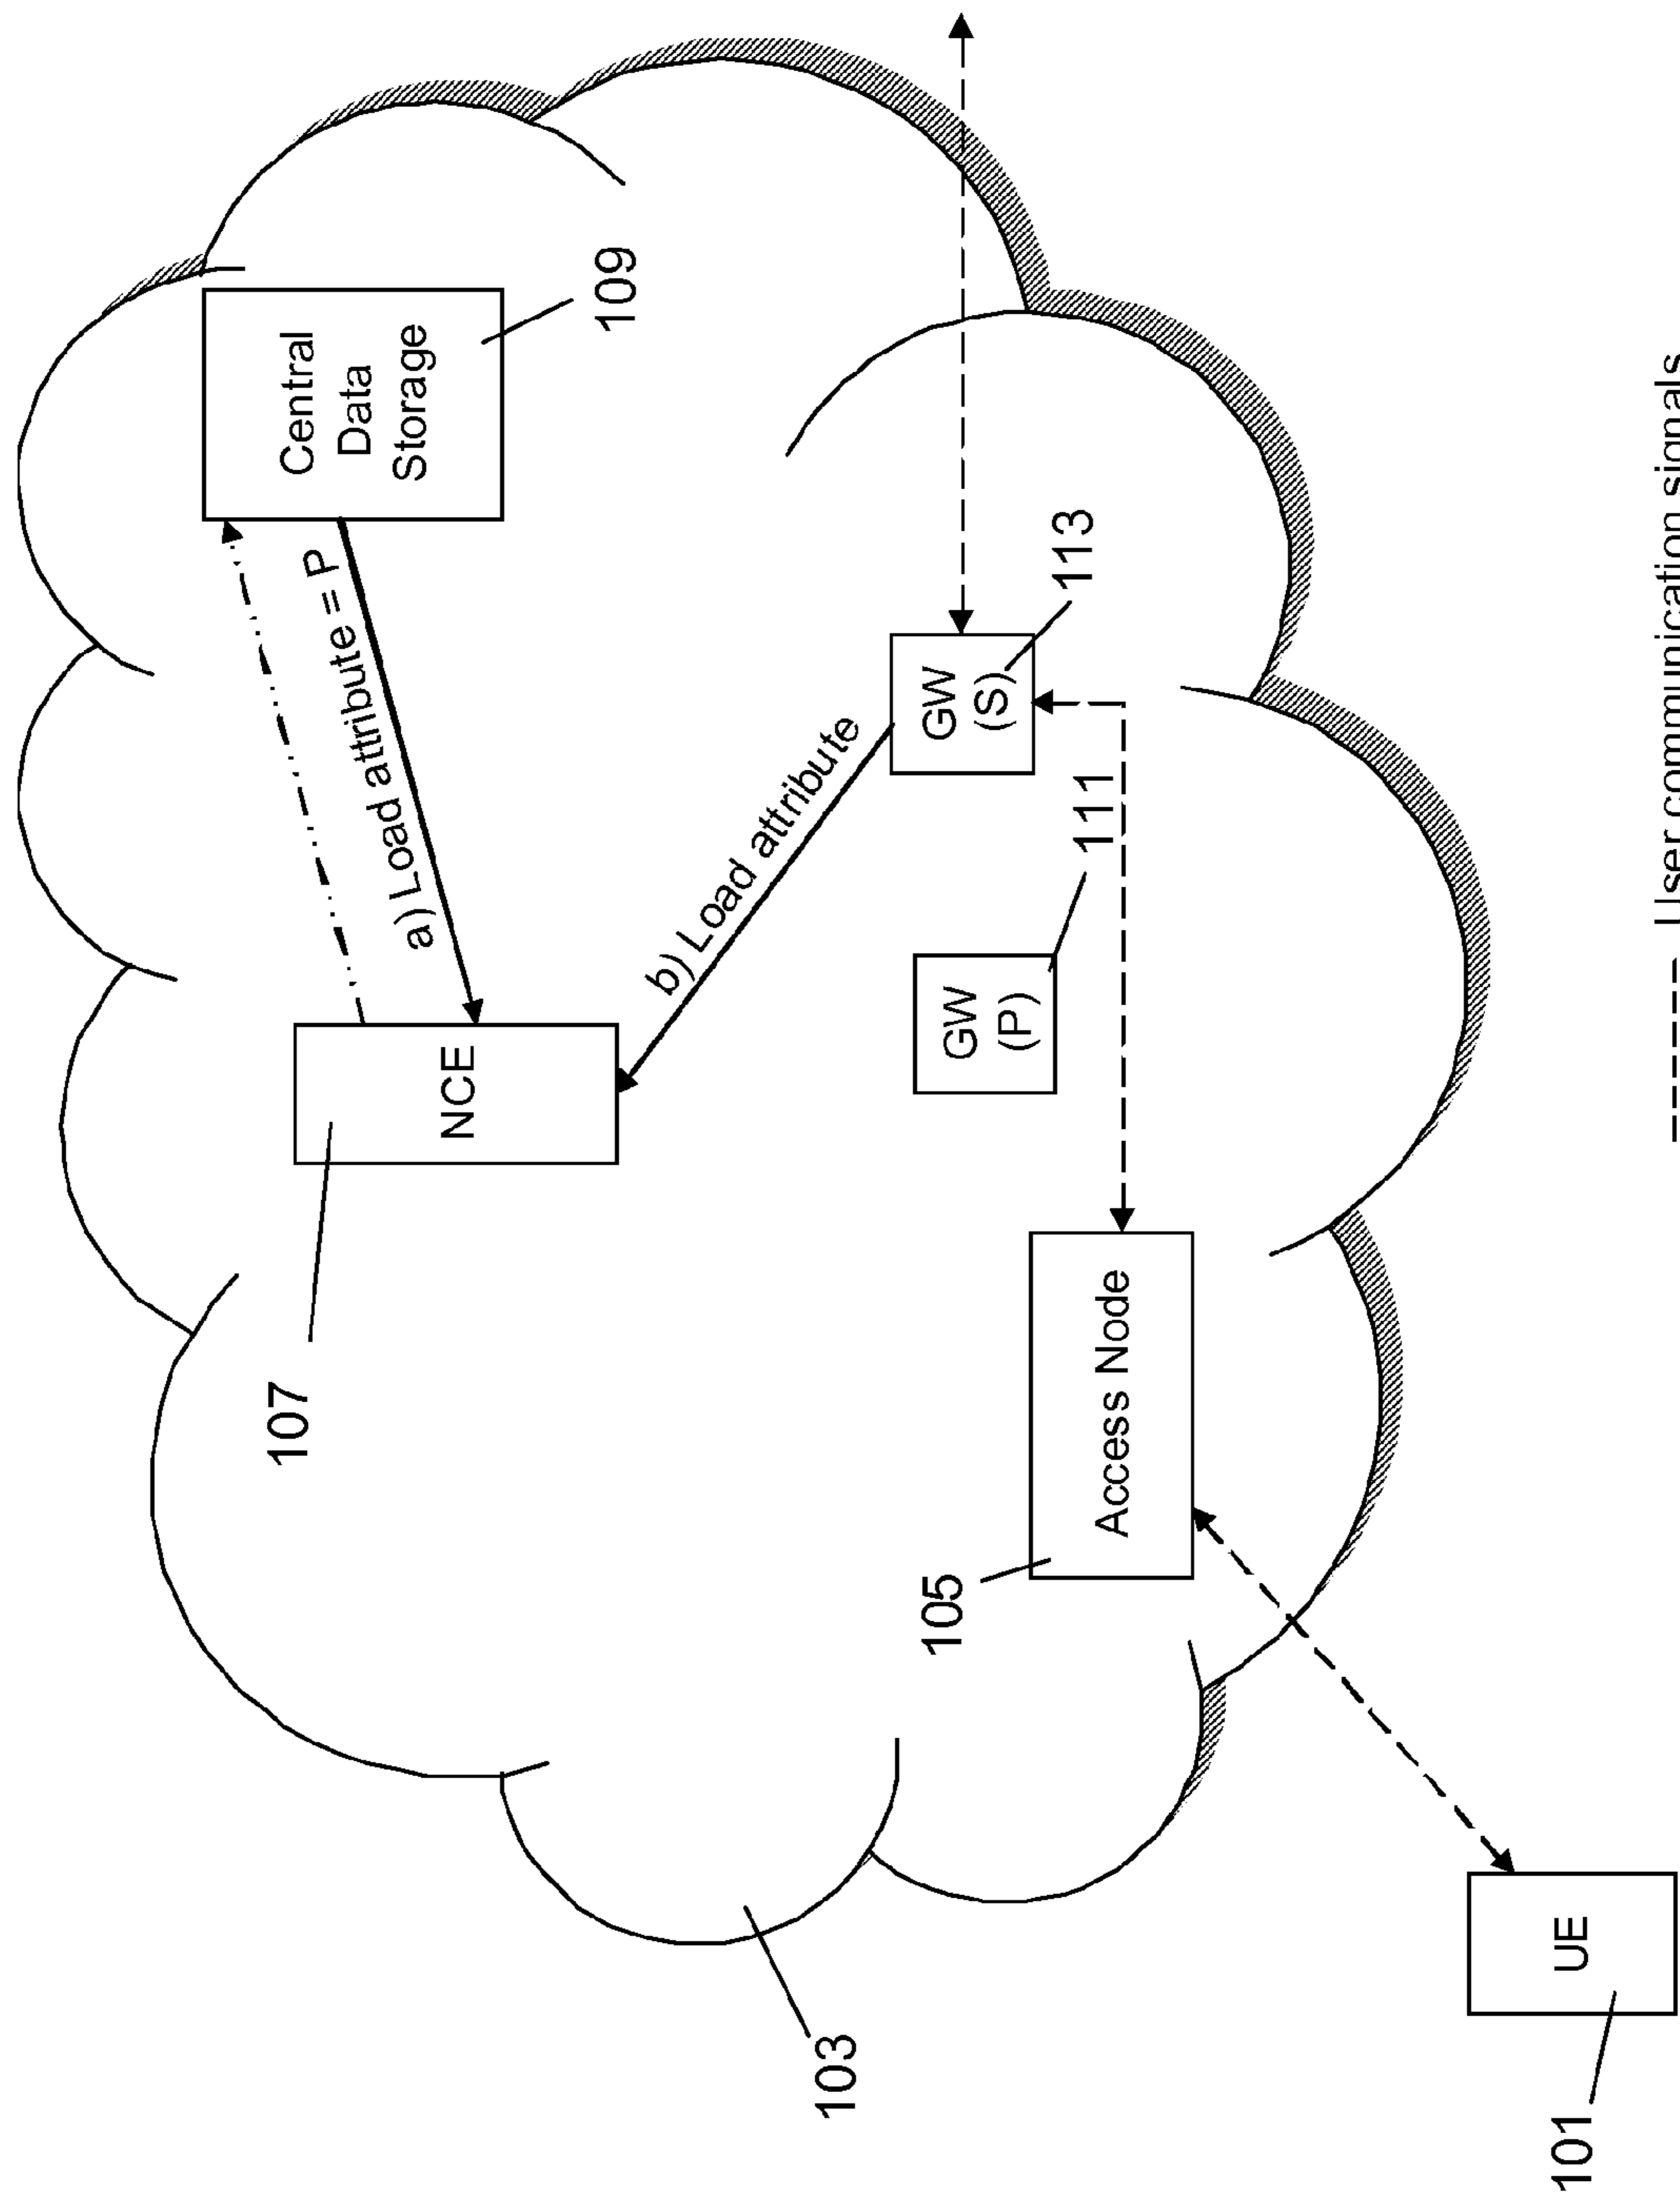 Central
Data
Storage
109
a) Load attribute = P
NCE
107
b) Load attribute
GW
(S)
113
GW
(P)
111
Access Node
105
103
UE
101
User communication signals